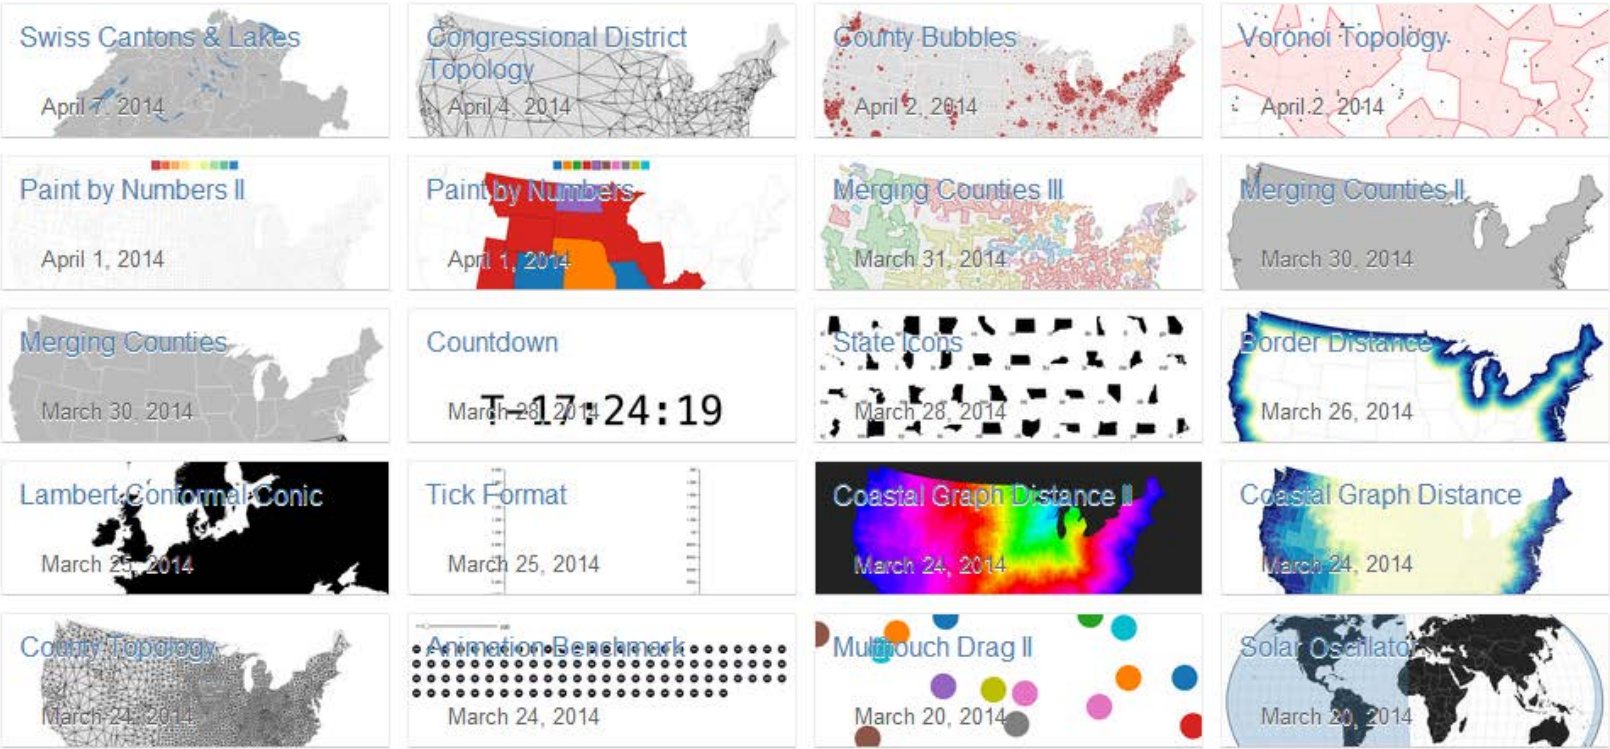 Swiss Cantons & Lakes
April 7, 2014
Congressional District
Topology
April 4, 2014
County Bubbles
April 2, 2014
Voronoi Topology
April 2, 2014
Paint by Numbers II
April 1, 2014
Paint by Numbers
April 1, 2014
Merging Counties III
March 31, 2014
Merging Counties II
March 30, 2014
Merging Counties
March 30, 2014
Countdown
March 28, 2014
T-17:24:19
State Icons
March 28, 2014
Border Distance
March 26, 2014
Lambert Conformal Conic
March 25, 2014
Tick Format
March 25, 2014
Coastal Graph Distance II
March 24, 2014
Coastal Graph Distance
March 24, 2014
County Topology
March 24, 2014
Animation Benchmark
March 24, 2014
Multitouch Drag II
March 20, 2014
Solar Oscillator
March 20, 2014